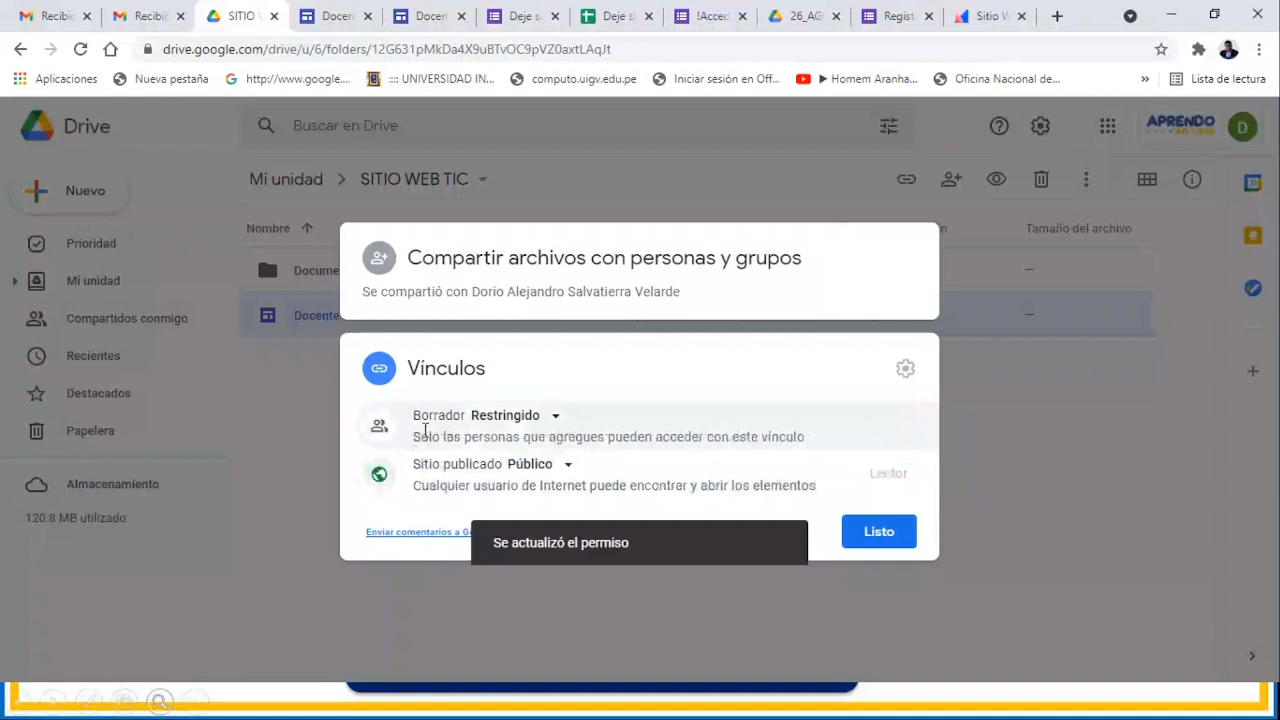 Recibic
Recibic
SITIO V
Docen
Docen
Deje s
Deje s
!Acced
26_AG
Regist
Sitio W
drive.google.com/drive/u/6/folders/12G631pMkDa4X9uBTvOC9pVZ0axtLAqJt
Aplicaciones
Nueva pestaña
http://www.google....
:::: UNIVERSIDAD IN...
computo.uigv.edu.pe
Iniciar sesión en Off...
▶ Homem Aranha...
Oficina Nacional de...
»
Lista de lectura
Drive
Buscar en Drive
APRENDO
D
Nuevo
Mi unidad
SITIO WEB TIC
Nombre
Tamaño del archivo
Prioridad
Mi unidad
Compartidos conmigo
Recientes
Destacados
Papelera
Almacenamiento
120.8 MB utilizado
Docume
—
Docente
—
Compartir archivos con personas y grupos
Se compartió con Dorio Alejandro Salvatierra Velarde
Vínculos
Borrador Restringido
Solo las personas que agregues pueden acceder con este vínculo
Sitio publicado Público
Cualquier usuario de Internet puede encontrar y abrir los elementos
Lector
Enviar comentarios a Go
Se actualizó el permiso
Listo